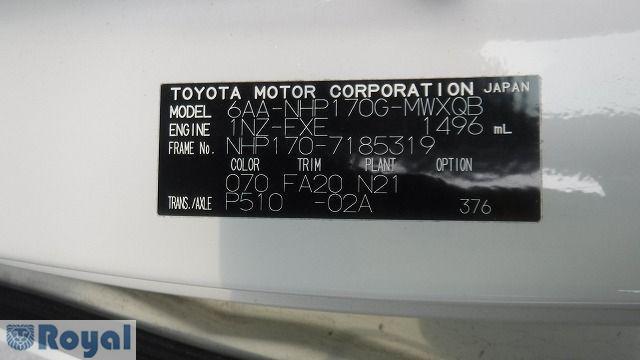 TOYOTA MOTOR CORPORATION JAPAN
MODEL 6AA-NHP170G-MWXQB
ENGINE 1NZ-EXE 1496 mL
FRAME No. NHP170-7185319
COLOR TRIM PLANT OPTION
070 FA20 N21
TRANS./AXLE P510 -02A 376
Royal